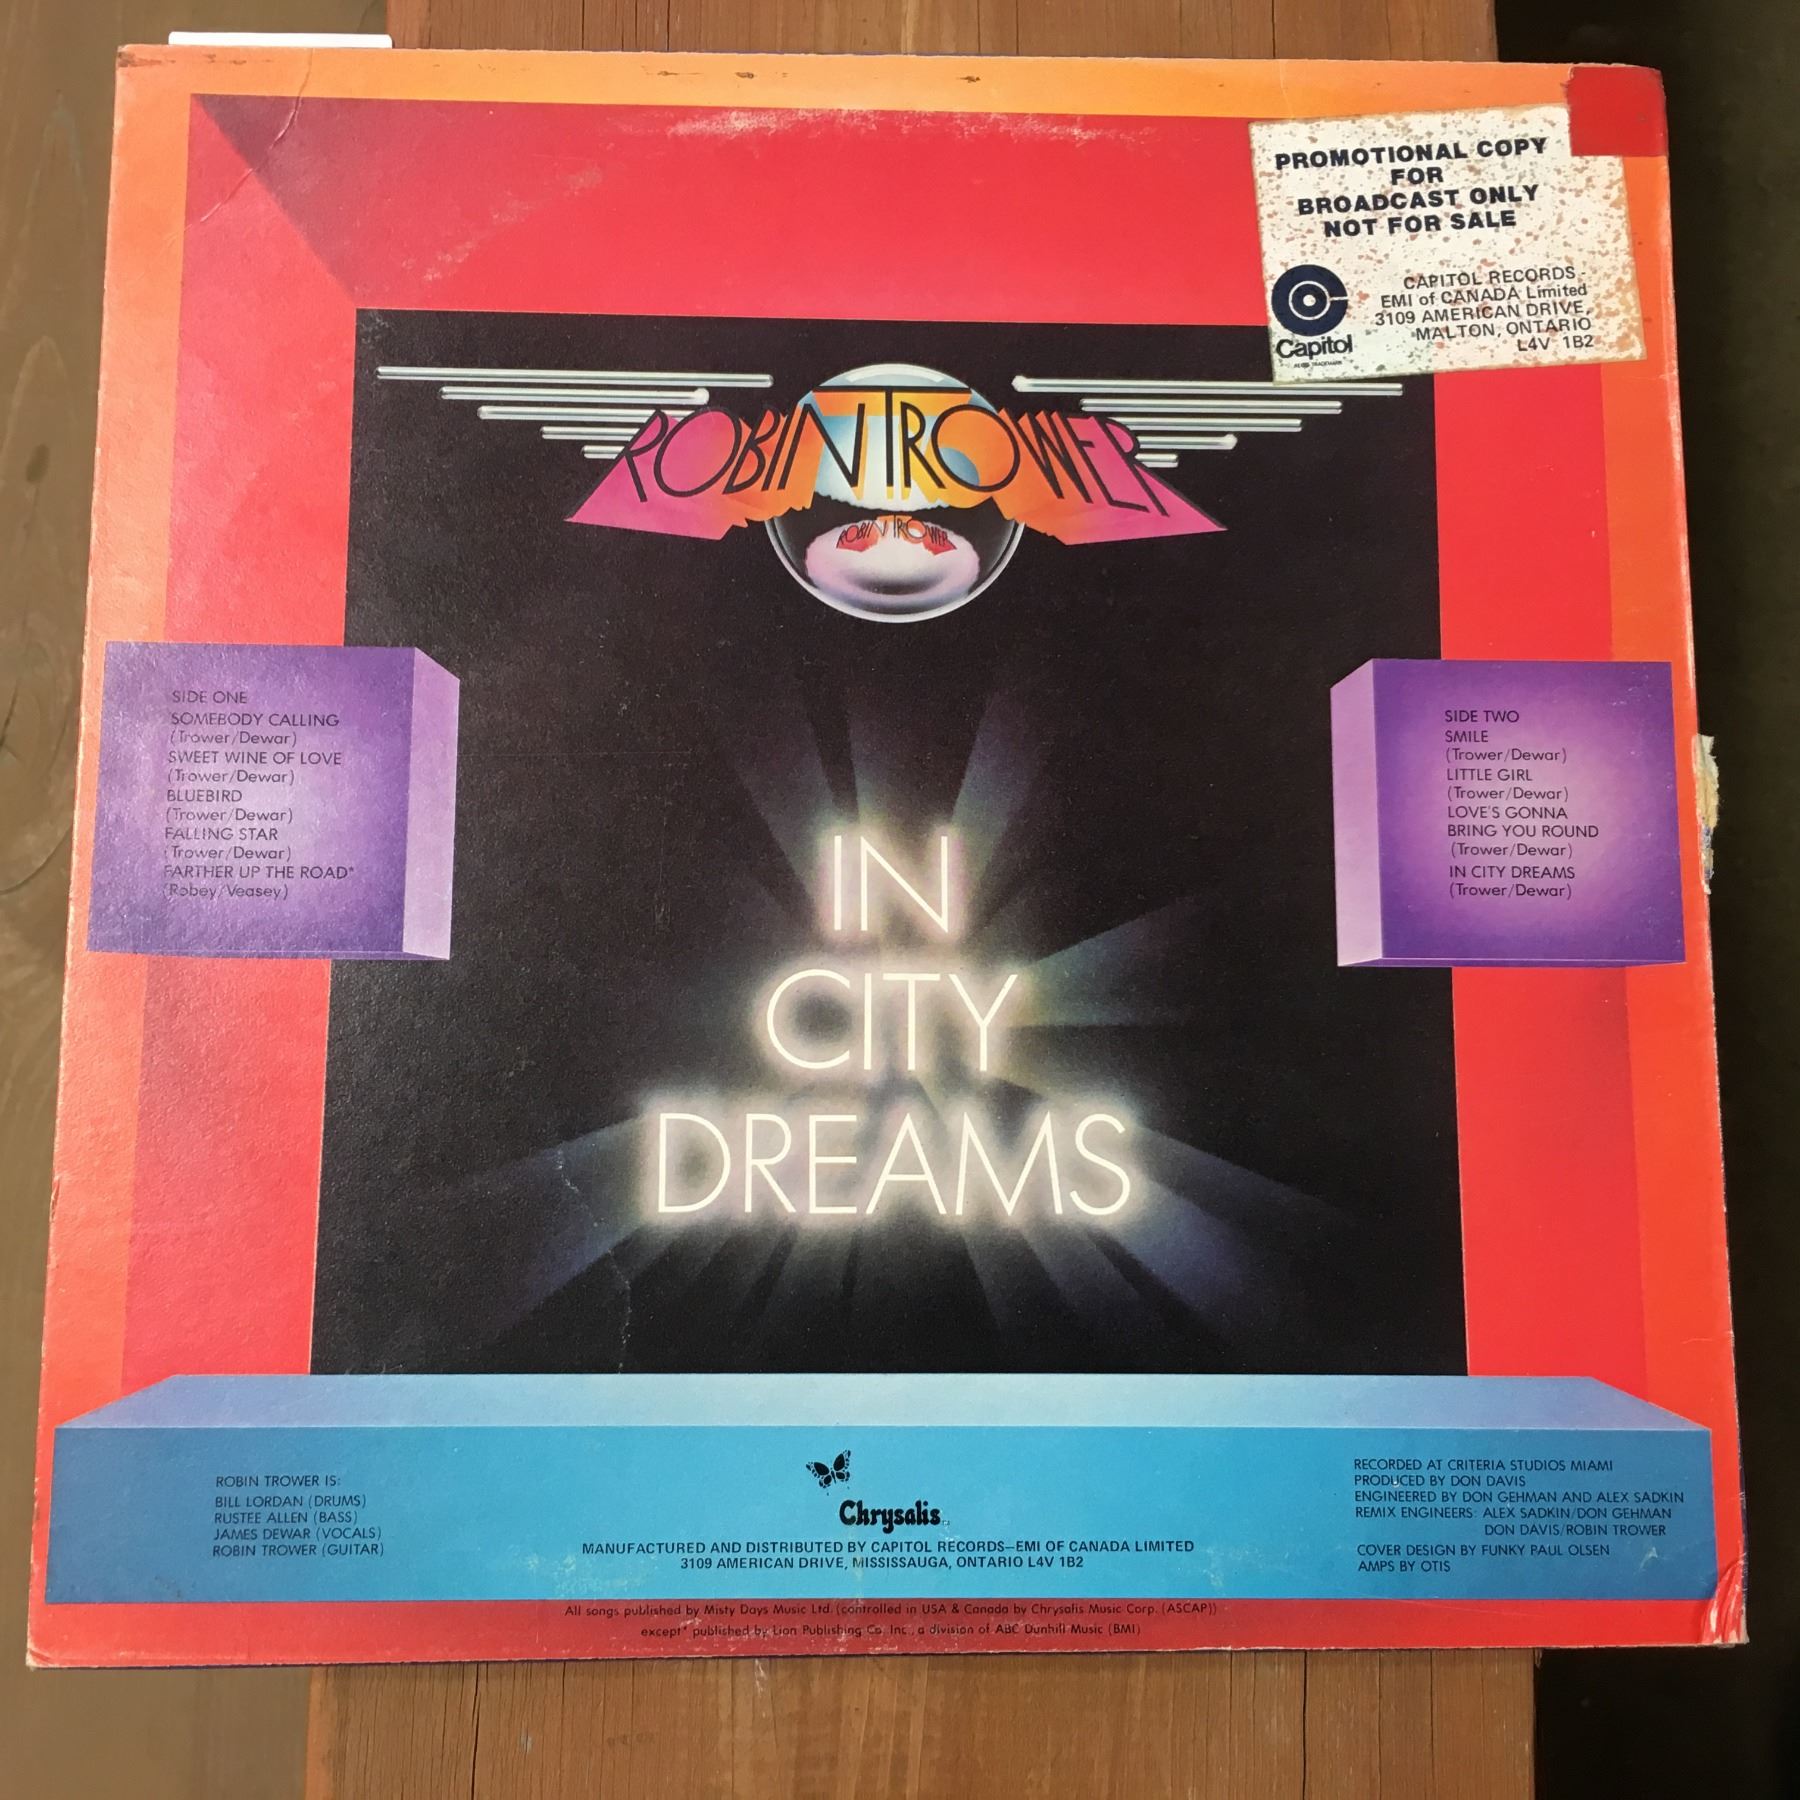 PROMOTIONAL COPY
FOR
BROADCAST ONLY
NOT FOR SALE
CAPITOL RECORDS -
EMI of CANADA Limited
3109 AMERICAN DRIVE,
MALTON, ONTARIO
L4V 1B2
Capitol
ROBIN TROWER
ROBIN TROWER
SIDE ONE
SOMEBODY CALLING
(Trower/Dewar)
SWEET WINE OF LOVE
(Trower/Dewar)
BLUEBIRD
(Trower/Dewar)
FALLING STAR
(Trower/Dewar)
FARTHER UP THE ROAD*
(Robey/Veasey)
SIDE TWO
SMILE
(Trower/Dewar)
LITTLE GIRL
(Trower/Dewar)
LOVE'S GONNA
BRING YOU ROUND
(Trower/Dewar)
IN CITY DREAMS
(Trower/Dewar)
IN
CITY
DREAMS
ROBIN TROWER IS:
BILL LORDAN (DRUMS)
RUSTEE ALLEN (BASS)
JAMES DEWAR (VOCALS)
ROBIN TROWER (GUITAR)
Chrysalis
MANUFACTURED AND DISTRIBUTED BY CAPITOL RECORDS—EMI OF CANADA LIMITED
3109 AMERICAN DRIVE, MISSISSAUGA, ONTARIO L4V 1B2
RECORDED AT CRITERIA STUDIOS MIAMI
PRODUCED BY DON DAVIS
ENGINEERED BY DON GEHMAN AND ALEX SADKIN
REMIX ENGINEERS: ALEX SADKIN/DON GEHMAN
DON DAVIS/ROBIN TROWER
COVER DESIGN BY FUNKY PAUL OLSEN
AMPS BY OTIS
All songs published by Misty Days Music Ltd. (controlled in USA & Canada by Chrysalis Music Corp. (ASCAP))
except* published by Lion Publishing Co. Inc., a division of ABC Dunhill Music (BMI)